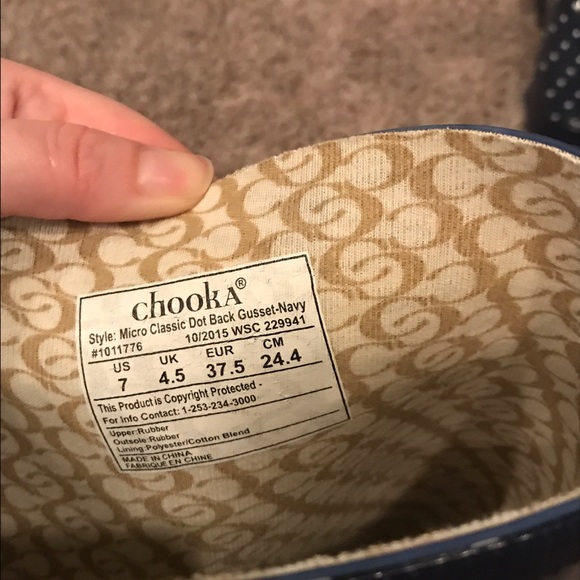 chooka®
Style: Micro Classic Dot Back Gusset-Navy
#1011776 10/2015 WSC 229941
US UK EUR CM
7 4.5 37.5 24.4
This Product is Copyright Protected -
For Info Contact: 1-253-234-3000
Upper:Rubber
Outsole:Rubber
Lining:Polyester/Cotton Blend
MADE IN CHINA
FABRIQUE EN CHINE